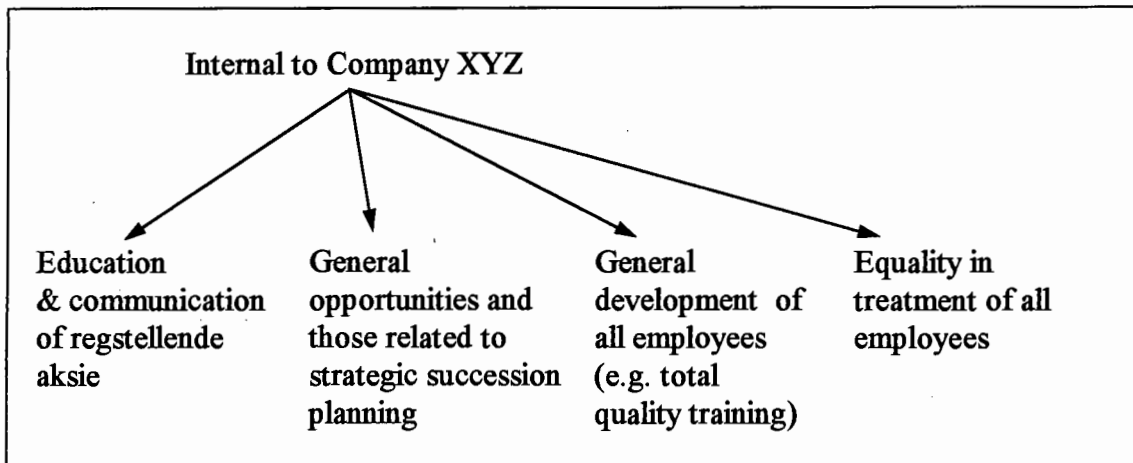 Internal to Company XYZ
Education
& communication
of regstellende
aksie
General
opportunities and
those related to
strategic succession
planning
General
development of
all employees
(e.g. total
quality training)
Equality in
treatment of all
employees